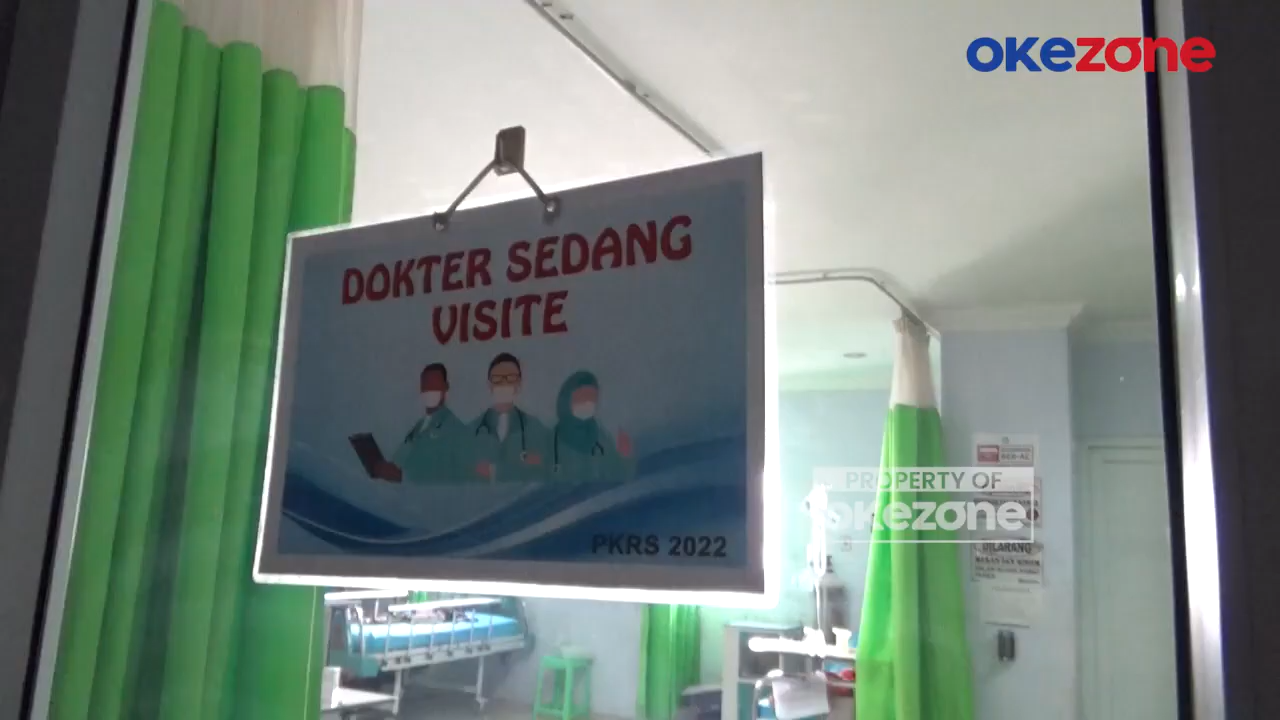 okezone
DOKTER SEDANG
VISITE
PKRS 2022
PROPERTY OF
okezone
DILARANG